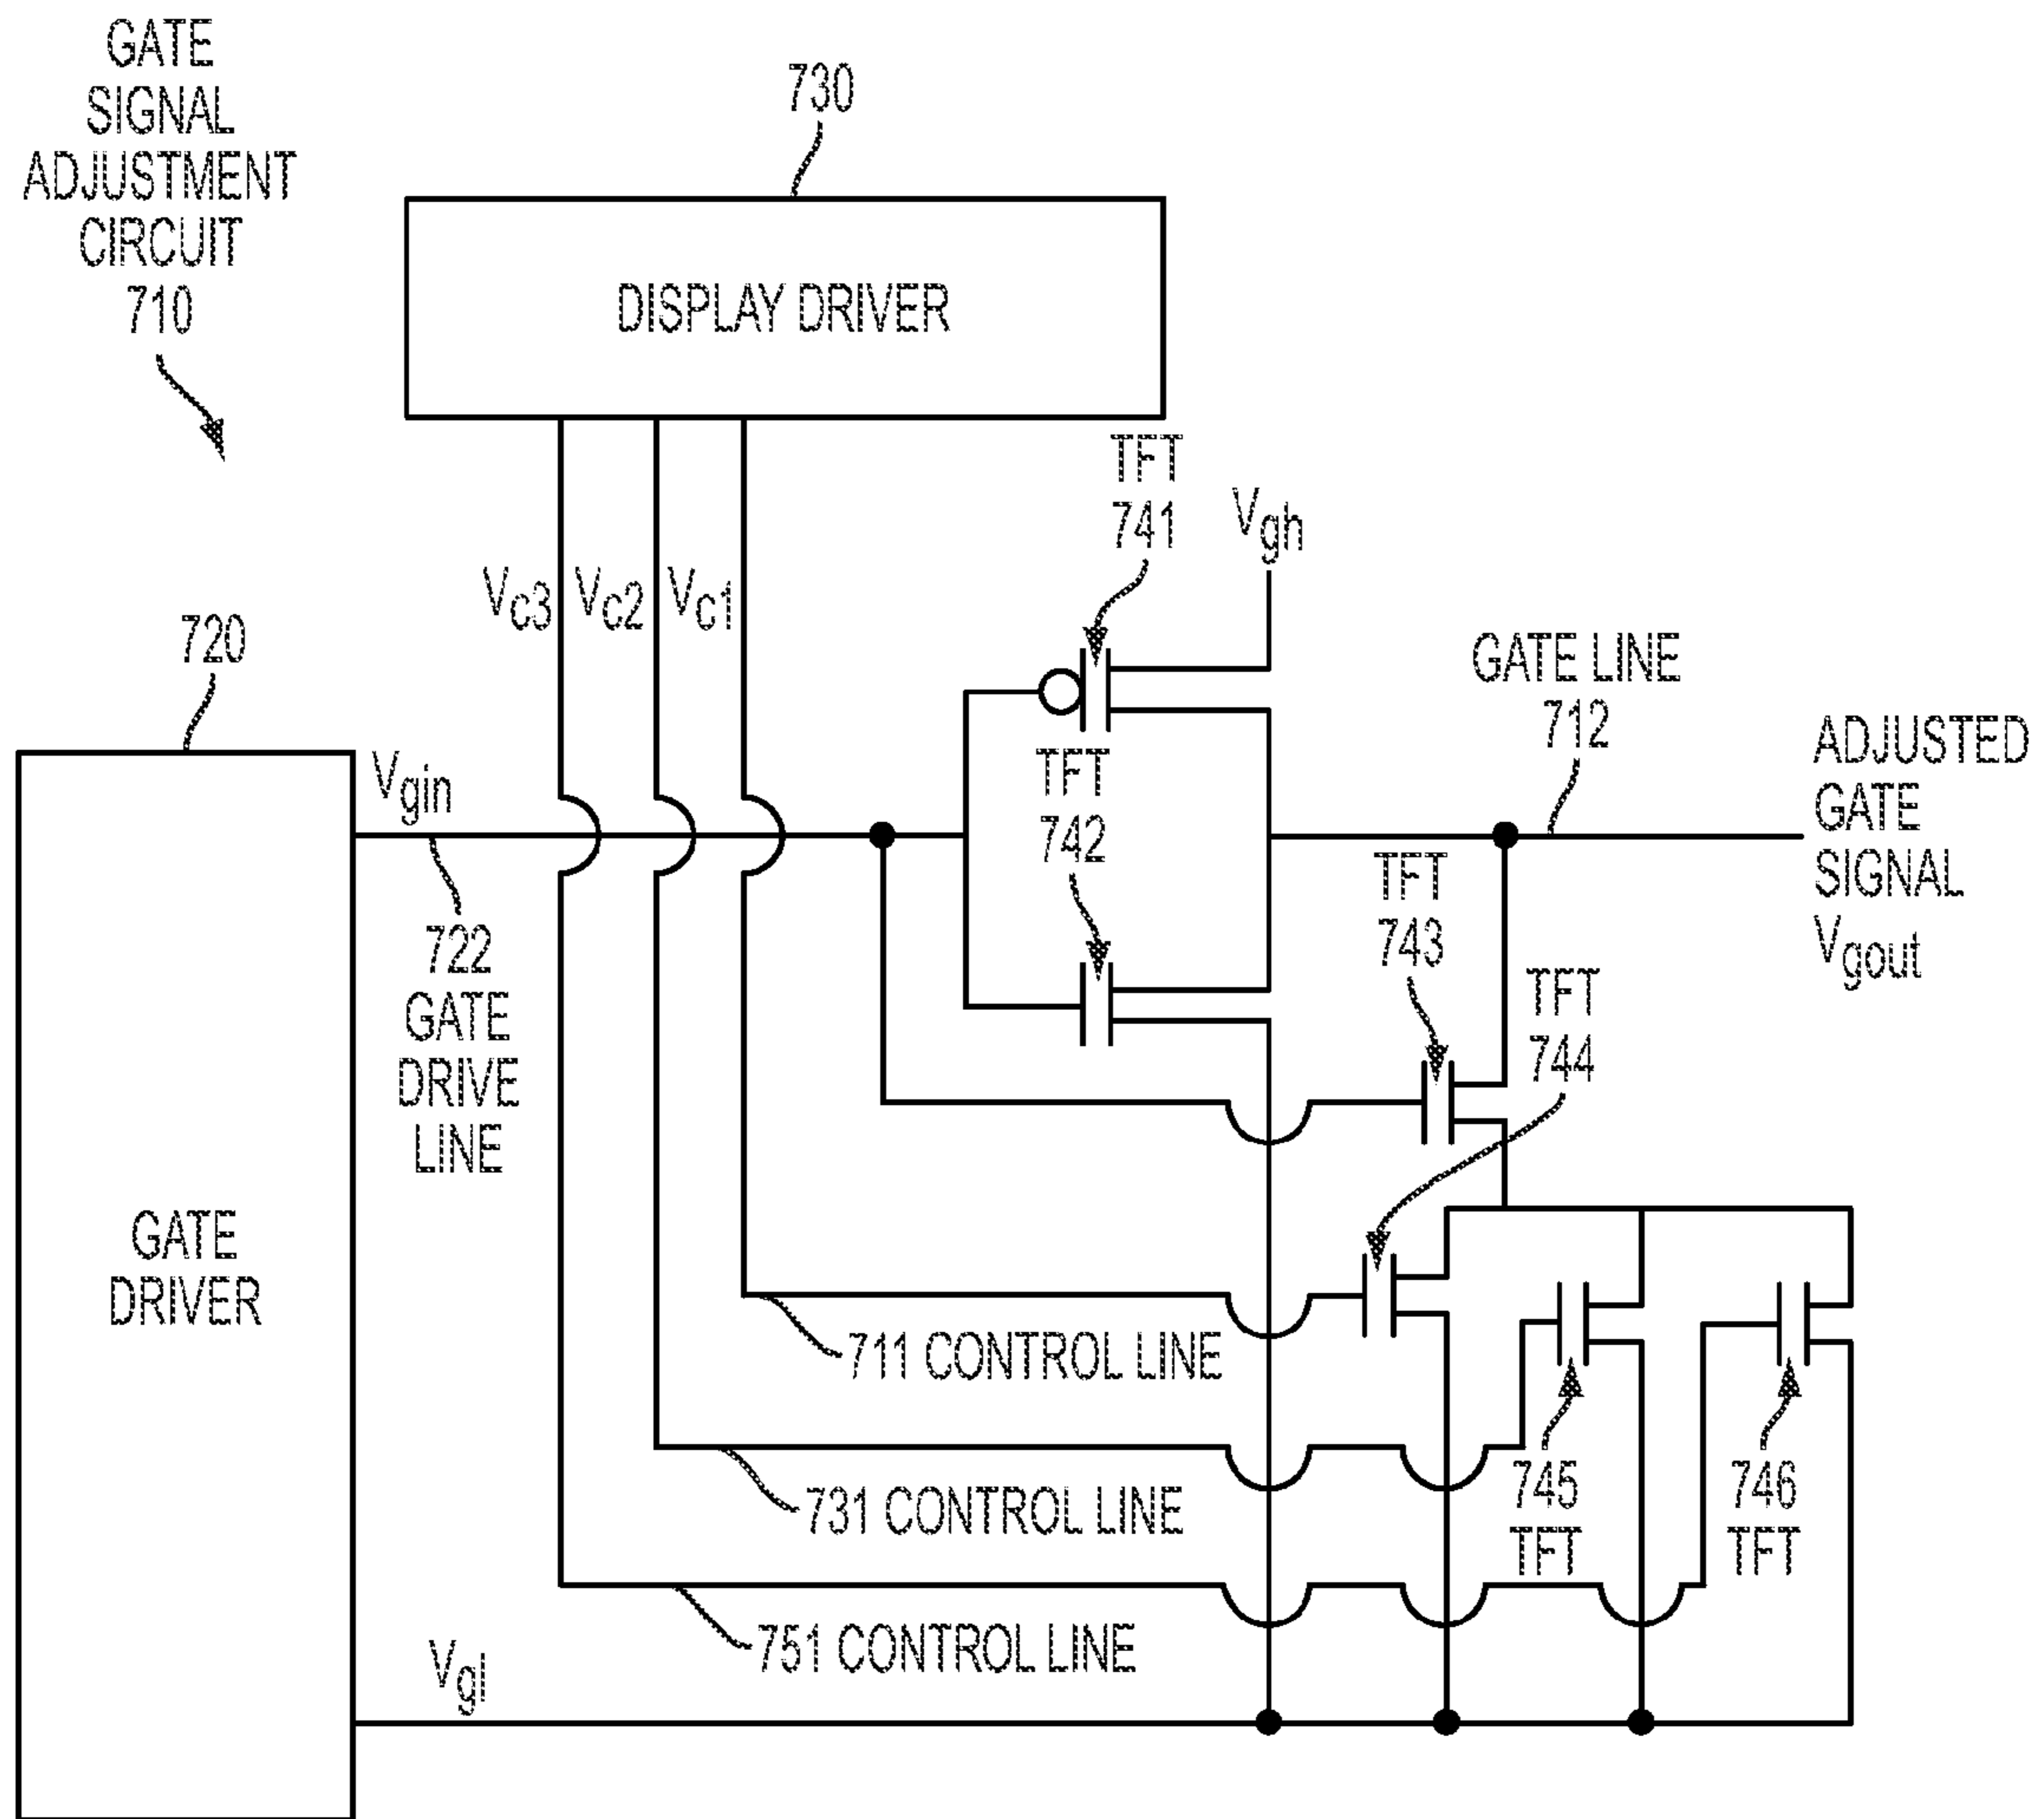 GATE
SIGNAL
ADJUSTMENT
CIRCUIT
710
730
DISPLAY DRIVER
TFT
741
Vgh
Vc3
Vc2
Vc1
720
GATE LINE
712
Vgin
TFT
742
ADJUSTED
GATE
SIGNAL
Vgout
TFT
743
722
GATE
DRIVE
LINE
TFT
744
GATE
DRIVER
711 CONTROL LINE
731 CONTROL LINE
745
TFT
746
TFT
751 CONTROL LINE
Vgl